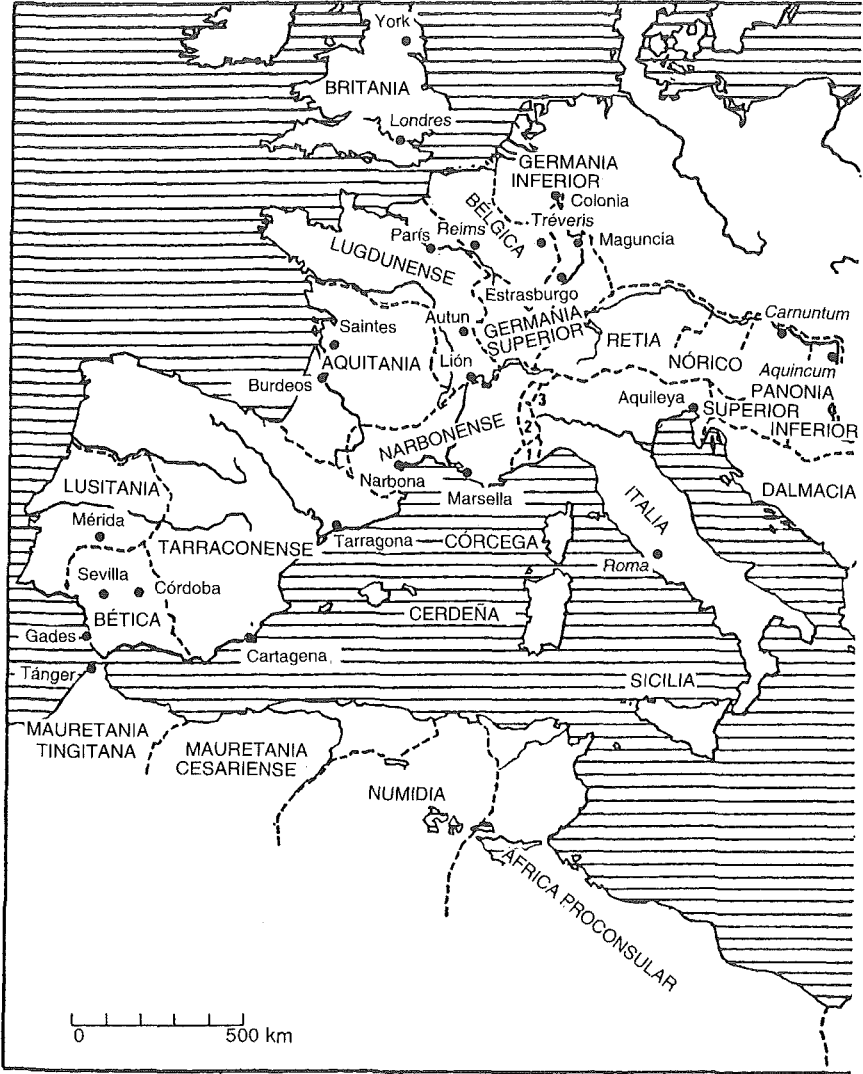 York
BRITANIA
Londres
GERMANIA
INFERIOR
Colonia
BÉLGICA
Tréveris
París
Reims
Maguncia
LUGDUNENSE
Estrasburgo
Carnuntum
Saintes
Autun
GERMANIA
SUPERIOR
RETIA
NÓRICO
Aquincum
AQUITANIA
Lión
Burdeos
PANONIA
SUPERIOR
INFERIOR
Aquileya
3
2
1
NARBONENSE
Narbona
Marsella
DALMACIA
LUSITANIA
ITALIA
Mérida
TARRACONENSE
Tarragona
CÓRCEGA
Roma
Sevilla
Córdoba
BÉTICA
CERDEÑA
Gades
Cartagena
Tánger
SICILIA
MAURETANIA
TINGITANA
MAURETANIA
CESARIENSE
NUMIDIA
ÁFRICA PROCONSULAR
0 500 km